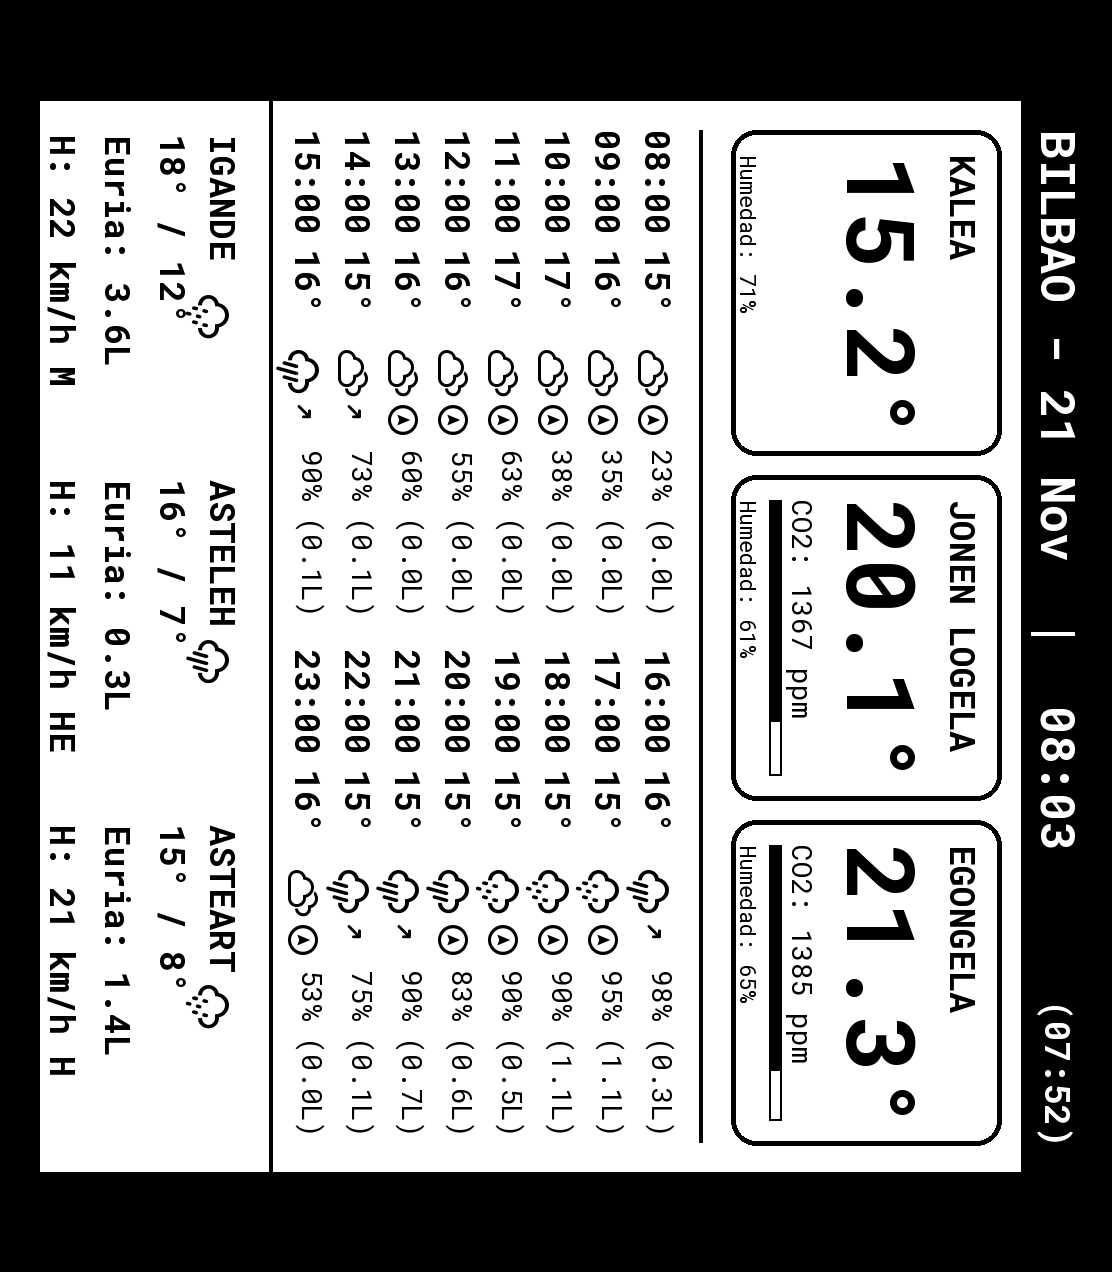 BILBAO - 21 Nov | 08:03 (07:52)
KALEA
15.2°
Humedad: 71%
JONEN LOGELA
20.1°
CO2: 1367 ppm
Humedad: 61%
EGONGELA
21.3°
CO2: 1385 ppm
Humedad: 65%
08:00 15° 23% (0.0L)
09:00 16° 35% (0.0L)
10:00 17° 38% (0.0L)
11:00 17° 63% (0.0L)
12:00 16° 55% (0.0L)
13:00 16° 60% (0.0L)
14:00 15° ↗ 73% (0.1L)
15:00 16° ↗ 90% (0.1L)
16:00 16° ↗ 98% (0.3L)
17:00 15° 95% (1.1L)
18:00 15° 90% (1.1L)
19:00 15° 90% (0.5L)
20:00 15° 83% (0.6L)
21:00 15° ↗ 90% (0.7L)
22:00 15° ↗ 75% (0.1L)
23:00 16° 53% (0.0L)
IGANDE
18° / 12°
Euria: 3.6L
H: 22 km/h M
ASTELEH
16° / 7°
Euria: 0.3L
H: 11 km/h HE
ASTEART
15° / 8°
Euria: 1.4L
H: 21 km/h H